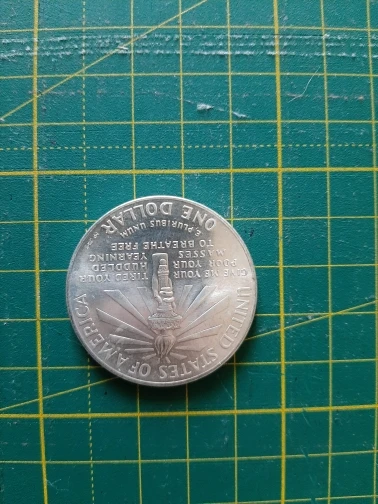 UNITED STATES OF AMERICA
GIVE ME YOUR TIRED YOUR
POOR YOUR HUDDLED
MASSES YEARNING
TO BREATHE FREE
E PLURIBUS UNUM
ONE DOLLAR